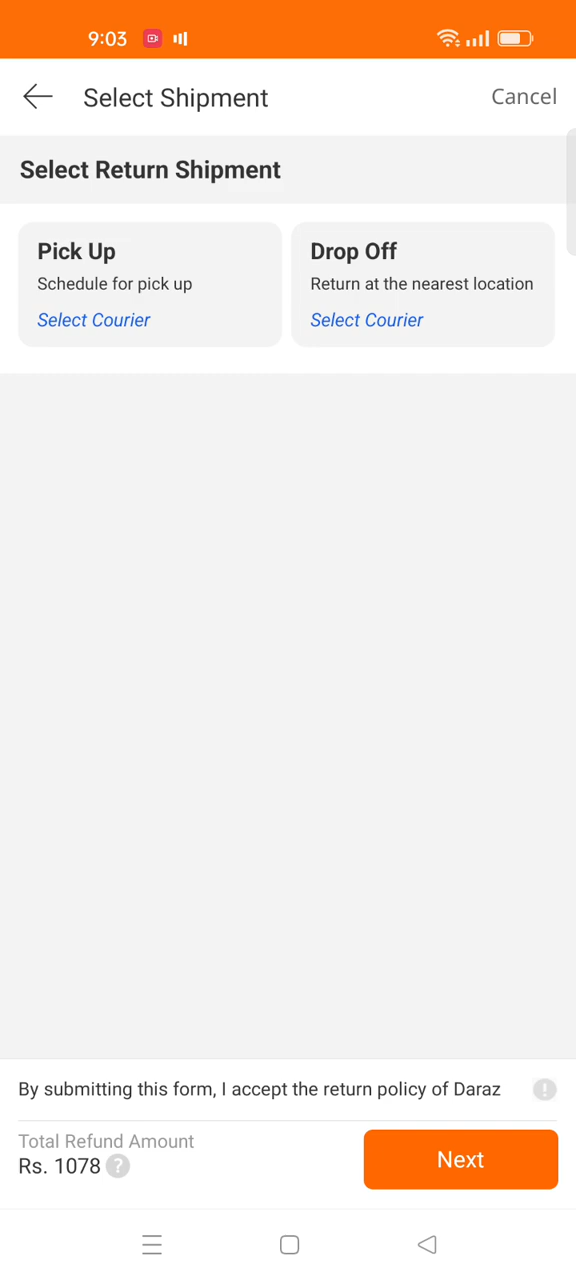 9:03
Select Shipment
Cancel
Select Return Shipment
Pick Up
Schedule for pick up
Select Courier
Drop Off
Return at the nearest location
Select Courier
By submitting this form, I accept the return policy of Daraz
Total Refund Amount
Rs. 1078
Next